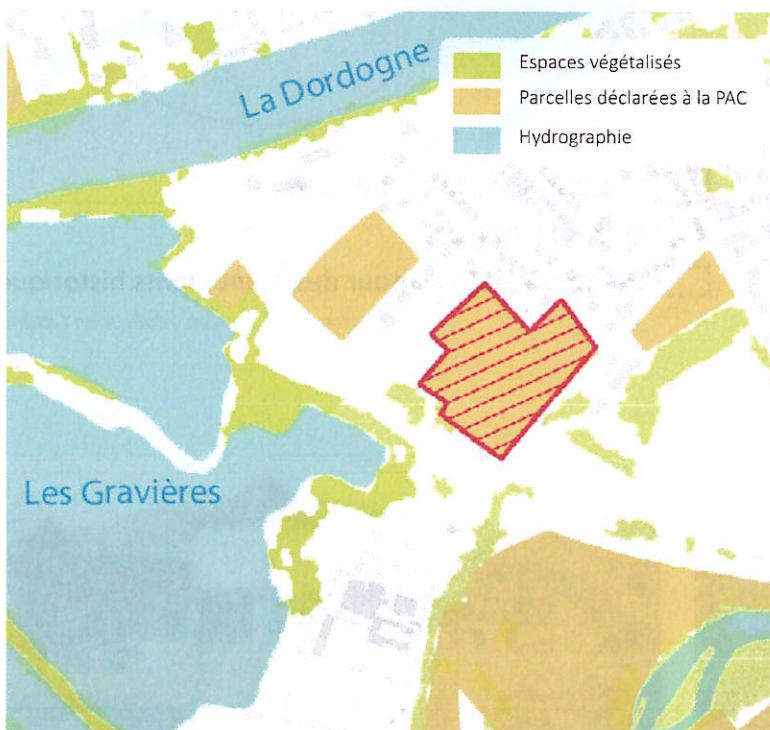 La Dordogne
Espaces végétalisés
Parcelles déclarées à la PAC
Hydrographie
Les Gravières